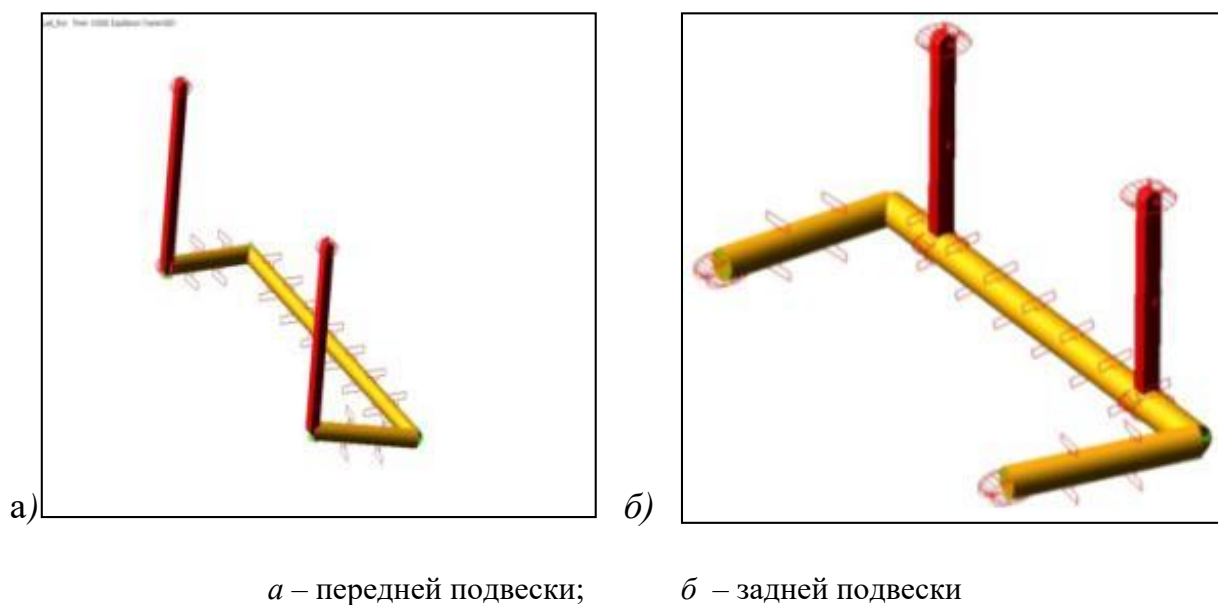 а)
б)
а – передней подвески; б – задней подвески